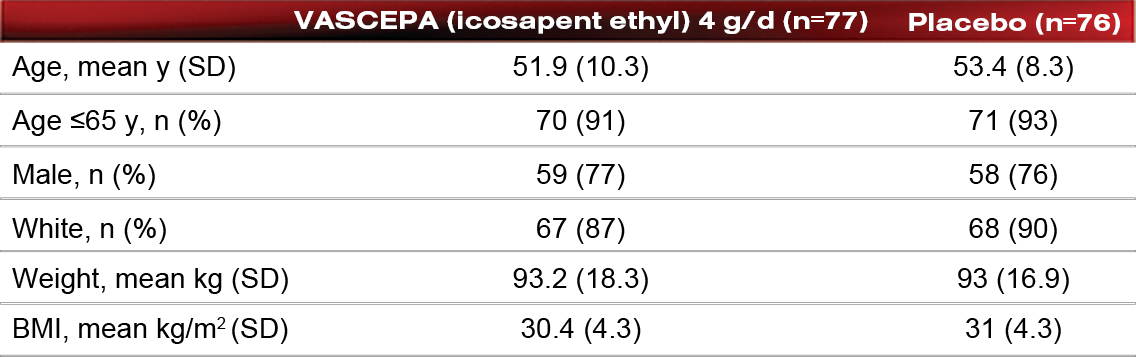 VASCEPA (icosapent ethyl) 4 g/d (n=77) Placebo (n=76)
Age, mean y (SD) 51.9 (10.3) 53.4 (8.3)
Age ≤65 y, n (%) 70 (91) 71 (93)
Male, n (%) 59 (77) 58 (76)
White, n (%) 67 (87) 68 (90)
Weight, mean kg (SD) 93.2 (18.3) 93 (16.9)
BMI, mean kg/m² (SD) 30.4 (4.3) 31 (4.3)